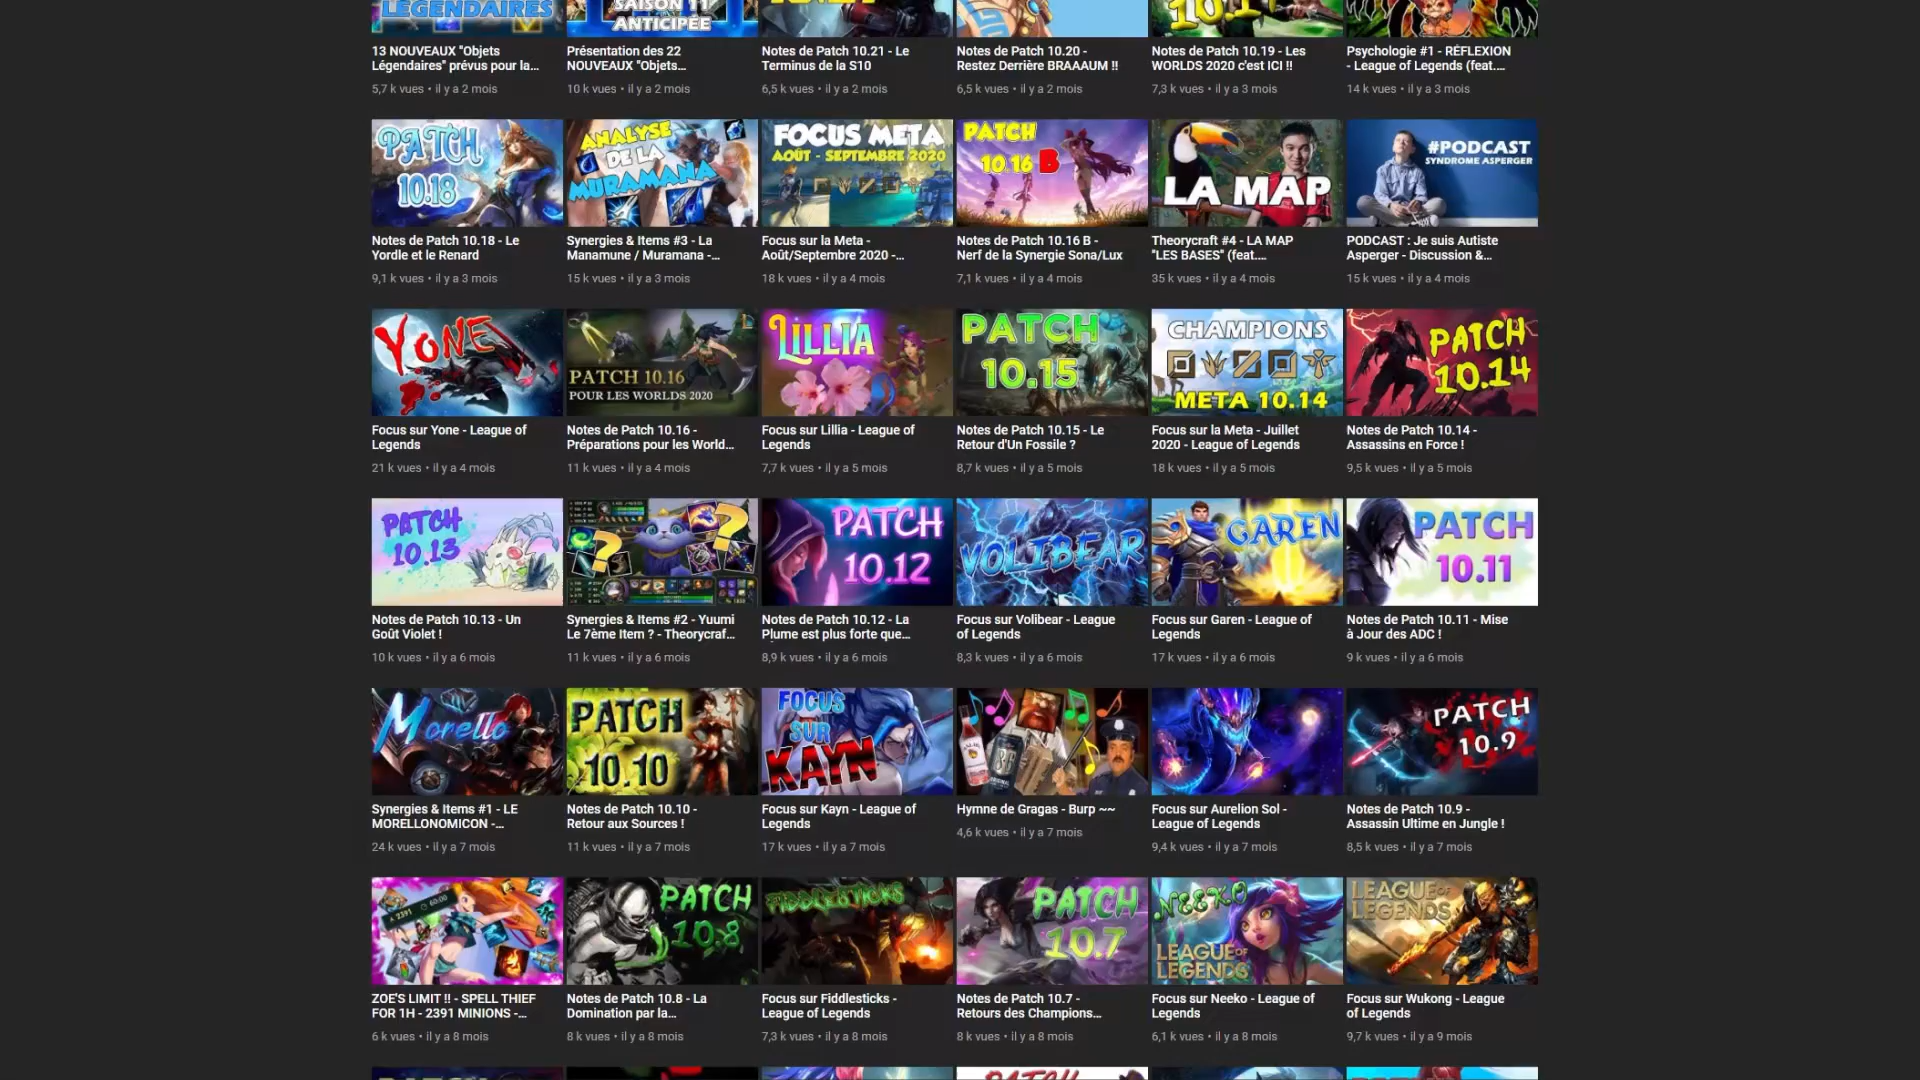 LÉGENDAIRES
SAISON 11
ANTICIPÉE
13 NOUVEAUX "Objets
Légendaires" prévus pour la...
5,7 k vues • il y a 2 mois
Présentation des 22
NOUVEAUX "Objets...
10 k vues • il y a 2 mois
Notes de Patch 10.21 - Le
Terminus de la S10
6,5 k vues • il y a 2 mois
Notes de Patch 10.20 -
Restez Derrière BRAAAUM !!
6,5 k vues • il y a 2 mois
Notes de Patch 10.19 - Les
WORLDS 2020 c'est ICI !!
7,3 k vues • il y a 3 mois
Psychologie #1 - RÉFLEXION
- League of Legends (feat....
14 k vues • il y a 3 mois
PATCH
10.18
Notes de Patch 10.18 - Le
Yordle et le Renard
9,1 k vues • il y a 3 mois
ANALYSE
DE LA
MURAMANA
Synergies & Items #3 - La
Manamune / Muramana -...
15 k vues • il y a 3 mois
FOCUS META
AOÛT - SEPTEMBRE 2020
Focus sur la Meta -
Août/Septembre 2020 -...
18 k vues • il y a 4 mois
PATCH
10.16 B
Notes de Patch 10.16 B -
Nerf de la Synergie Sona/Lux
7,1 k vues • il y a 4 mois
LA MAP
Theorycraft #4 - LA MAP
"LES BASES" (feat....
35 k vues • il y a 4 mois
#PODCAST
SYNDROME ASPERGER
PODCAST : Je suis Autiste
Asperger - Discussion &...
15 k vues • il y a 4 mois
YONE
Focus sur Yone - League of
Legends
21 k vues • il y a 4 mois
PATCH 10.16
POUR LES WORLDS 2020
Notes de Patch 10.16 -
Préparations pour les World...
11 k vues • il y a 4 mois
LILLIA
Focus sur Lillia - League of
Legends
7,7 k vues • il y a 5 mois
PATCH
10.15
Notes de Patch 10.15 - Le
Retour d'Un Fossile ?
8,7 k vues • il y a 5 mois
CHAMPIONS
META 10.14
Focus sur la Meta - Juillet
2020 - League of Legends
18 k vues • il y a 5 mois
PATCH
10.14
Notes de Patch 10.14 -
Assassins en Force !
9,5 k vues • il y a 5 mois
PATCH
10.13
Notes de Patch 10.13 - Un
Goût Violet !
10 k vues • il y a 6 mois
? ?
Synergies & Items #2 - Yuumi
Le 7ème Item ? - Theorycraf...
11 k vues • il y a 6 mois
PATCH
10.12
Notes de Patch 10.12 - La
Plume est plus forte que...
8,9 k vues • il y a 6 mois
VOLIBEAR
Focus sur Volibear - League
of Legends
8,3 k vues • il y a 6 mois
GAREN
Focus sur Garen - League of
Legends
17 k vues • il y a 6 mois
PATCH
10.11
Notes de Patch 10.11 - Mise
à Jour des ADC !
9 k vues • il y a 6 mois
Morello
Synergies & Items #1 - LE
MORELLONOMICON -...
24 k vues • il y a 7 mois
PATCH
10.10
Notes de Patch 10.10 -
Retour aux Sources !
11 k vues • il y a 7 mois
FOCUS
SUR
KAYN
Focus sur Kayn - League of
Legends
17 k vues • il y a 7 mois
Hymne de Gragas - Burp ~~
4,6 k vues • il y a 7 mois
Focus sur Aurelion Sol -
League of Legends
9,4 k vues • il y a 7 mois
PATCH
10.9
Notes de Patch 10.9 -
Assassin Ultime en Jungle !
8,5 k vues • il y a 7 mois
2391 60:00
ZOE'S LIMIT !! - SPELL THIEF
FOR 1H - 2391 MINIONS -...
6 k vues • il y a 8 mois
PATCH
10.8
Notes de Patch 10.8 - La
Domination par la...
8 k vues • il y a 8 mois
FIDDLESTICKS
Focus sur Fiddlesticks -
League of Legends
7,3 k vues • il y a 8 mois
PATCH
10.7
Notes de Patch 10.7 -
Retours des Champions...
8 k vues • il y a 8 mois
NEEKO
LEAGUE OF
LEGENDS
Focus sur Neeko - League of
Legends
6,1 k vues • il y a 8 mois
LEAGUE OF
LEGENDS
Focus sur Wukong - League
of Legends
9,7 k vues • il y a 9 mois